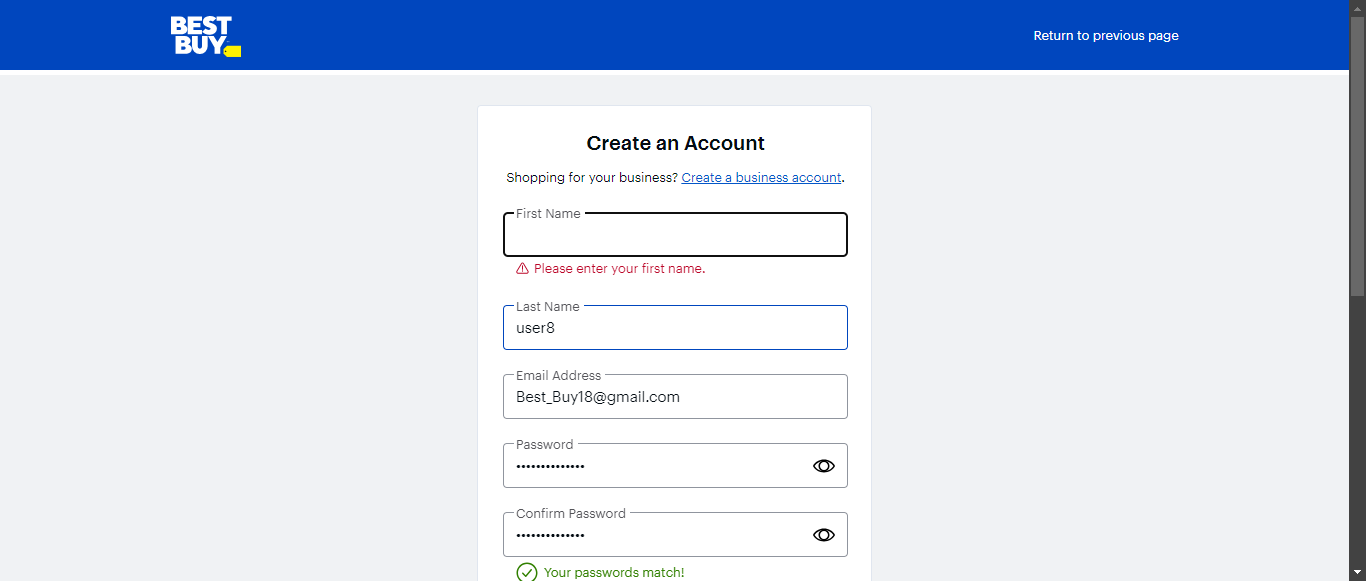 BEST
BUY
Return to previous page
Create an Account
Shopping for your business? Create a business account.
First Name
Please enter your first name.
Last Name
user8
Email Address
Best_Buy18@gmail.com
Password
••••••••••••••
Confirm Password
••••••••••••••
Your passwords match!